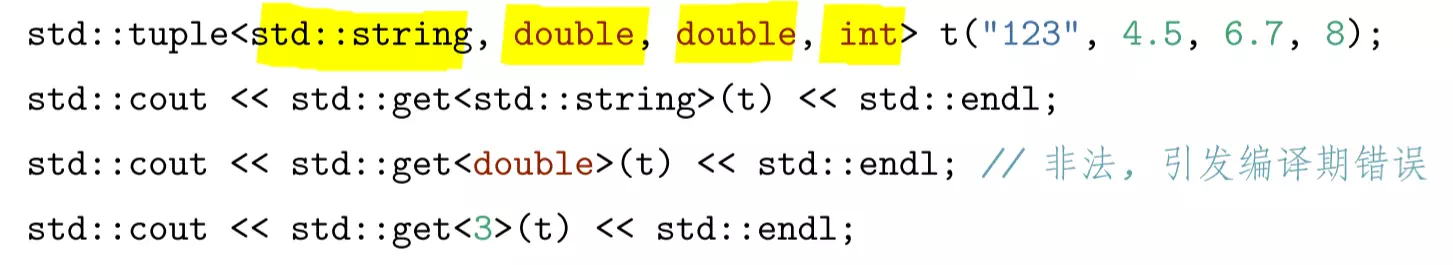 std::tuple<std::string, double, double, int> t("123", 4.5, 6.7, 8);
std::cout << std::get<std::string>(t) << std::endl;
std::cout << std::get<double>(t) << std::endl; // 非法，引发编译期错误
std::cout << std::get<3>(t) << std::endl;